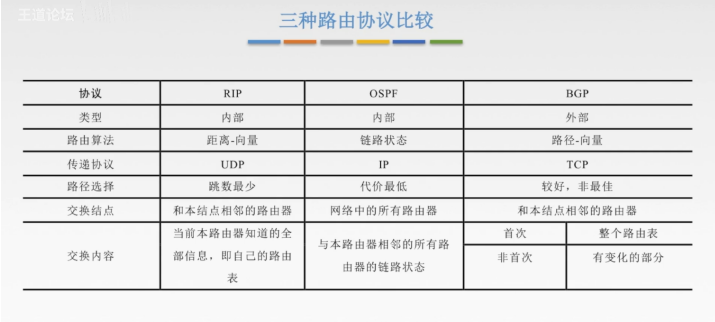 王道论坛
三种路由协议比较
协议 RIP OSPF BGP
类型 内部 内部 外部
路由算法 距离-向量 链路状态 路径-向量
传递协议 UDP IP TCP
路径选择 跳数最少 代价最低 较好，非最佳
交换结点 和本结点相邻的路由器 网络中的所有路由器 和本结点相邻的路由器
交换内容
当前本路由器知道的全
部信息，即自己的路由
表
与本路由器相邻的所有路
由器的链路状态
首次 整个路由表
非首次 有变化的部分